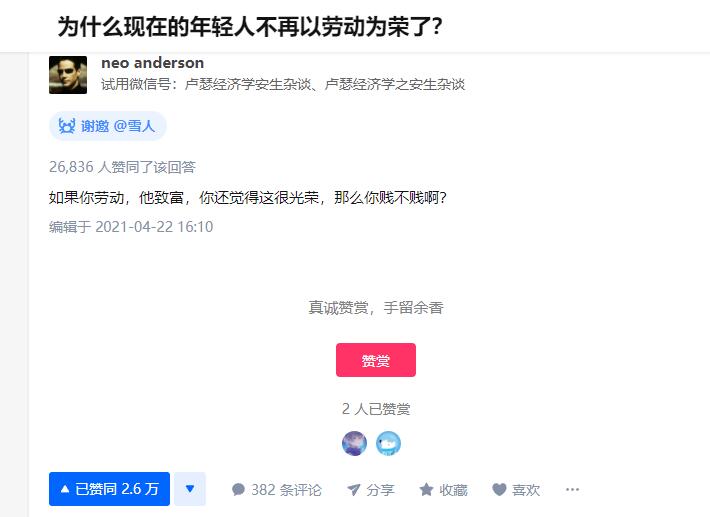 为什么现在的年轻人不再以劳动为荣了?
neo anderson
试用微信号：卢瑟经济学安生杂谈、卢瑟经济学之安生杂谈
谢邀 @雪人
26,836 人赞同了该回答
如果你劳动，他致富，你还觉得这很光荣，那么你贱不贱啊?
编辑于 2021-04-22 16:10
真诚赞赏，手留余香
赞赏
2 人已赞赏
已赞同 2.6 万
382 条评论
分享
收藏
喜欢